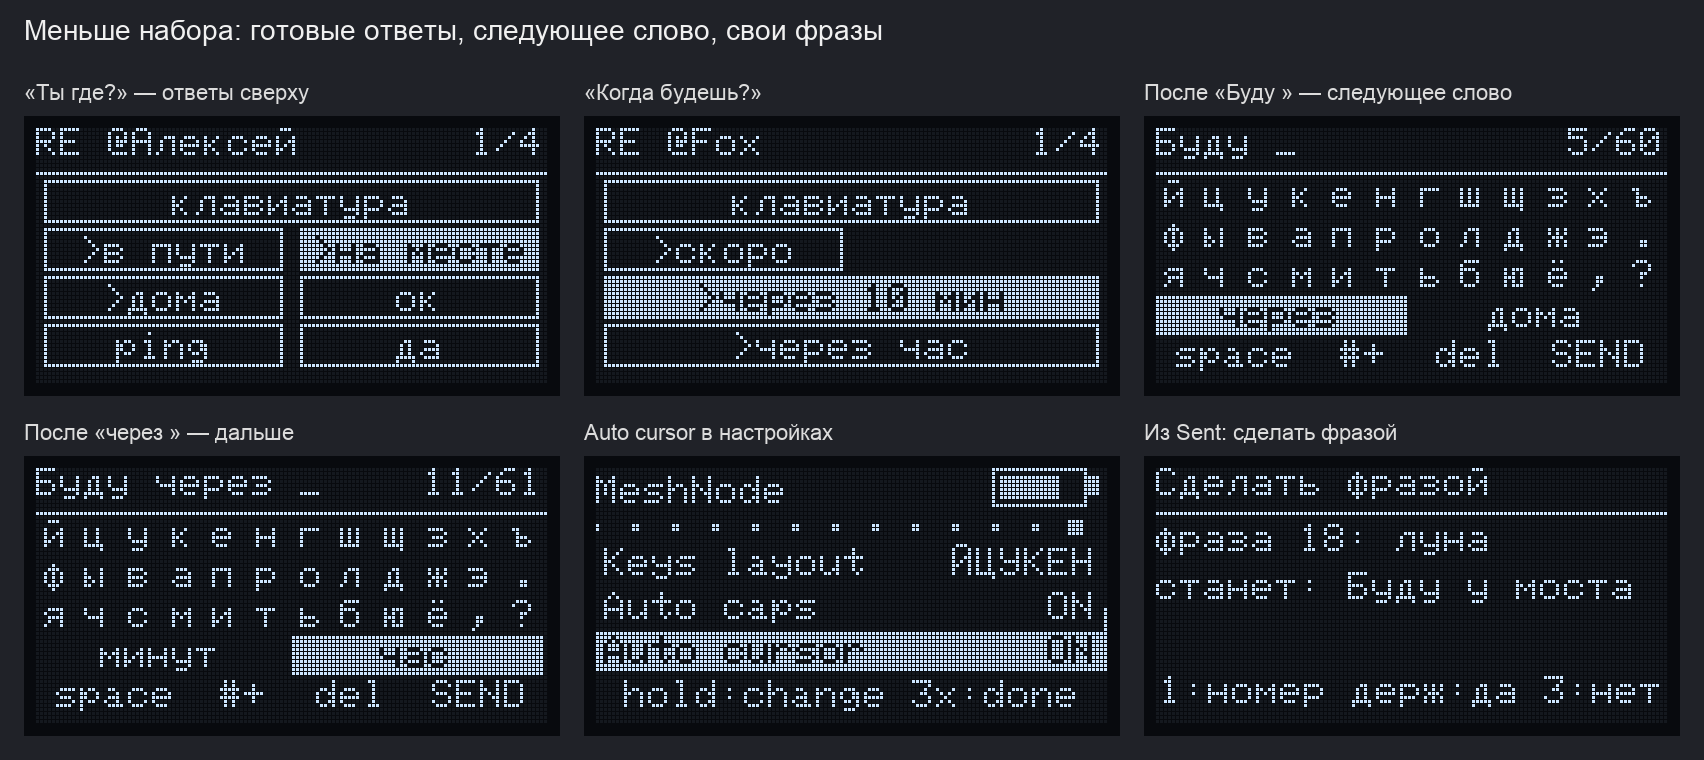 Меньше набора: готовые ответы, следующее слово, свои фразы
«Ты где?» — ответы сверху
RE @Алексей 1/4
клавиатура
>в пути >на месте
>дома ок
ping да
«Когда будешь?»
RE @Fox 1/4
клавиатура
>скоро
>через 10 мин
>через час
После «Буду » — следующее слово
Буду _ 5/60
й ц у к е н г ш щ з х ъ
ф ы в а п р о л д ж э .
я ч с м и т ь б ю ё , ?
через дома
space #+ del SEND
После «через » — дальше
Буду через _ 11/61
й ц у к е н г ш щ з х ъ
ф ы в а п р о л д ж э .
я ч с м и т ь б ю ё , ?
минут час
space #+ del SEND
Auto cursor в настройках
MeshNode
Keys layout ЙЦУКЕН
Auto caps ON
Auto cursor ON
hold:change 3x:done
Из Sent: сделать фразой
Сделать фразой
фраза 18: луна
станет: Буду у моста
1:номер держ:да 3:нет